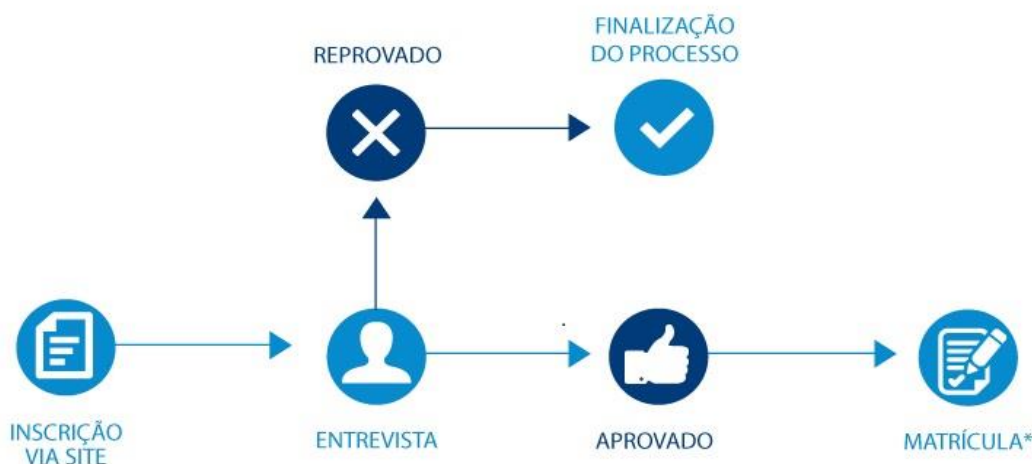 FINALIZAÇÃO
DO PROCESSO
REPROVADO
INSCRIÇÃO
VIA SITE
ENTREVISTA
APROVADO
MATRÍCULA*